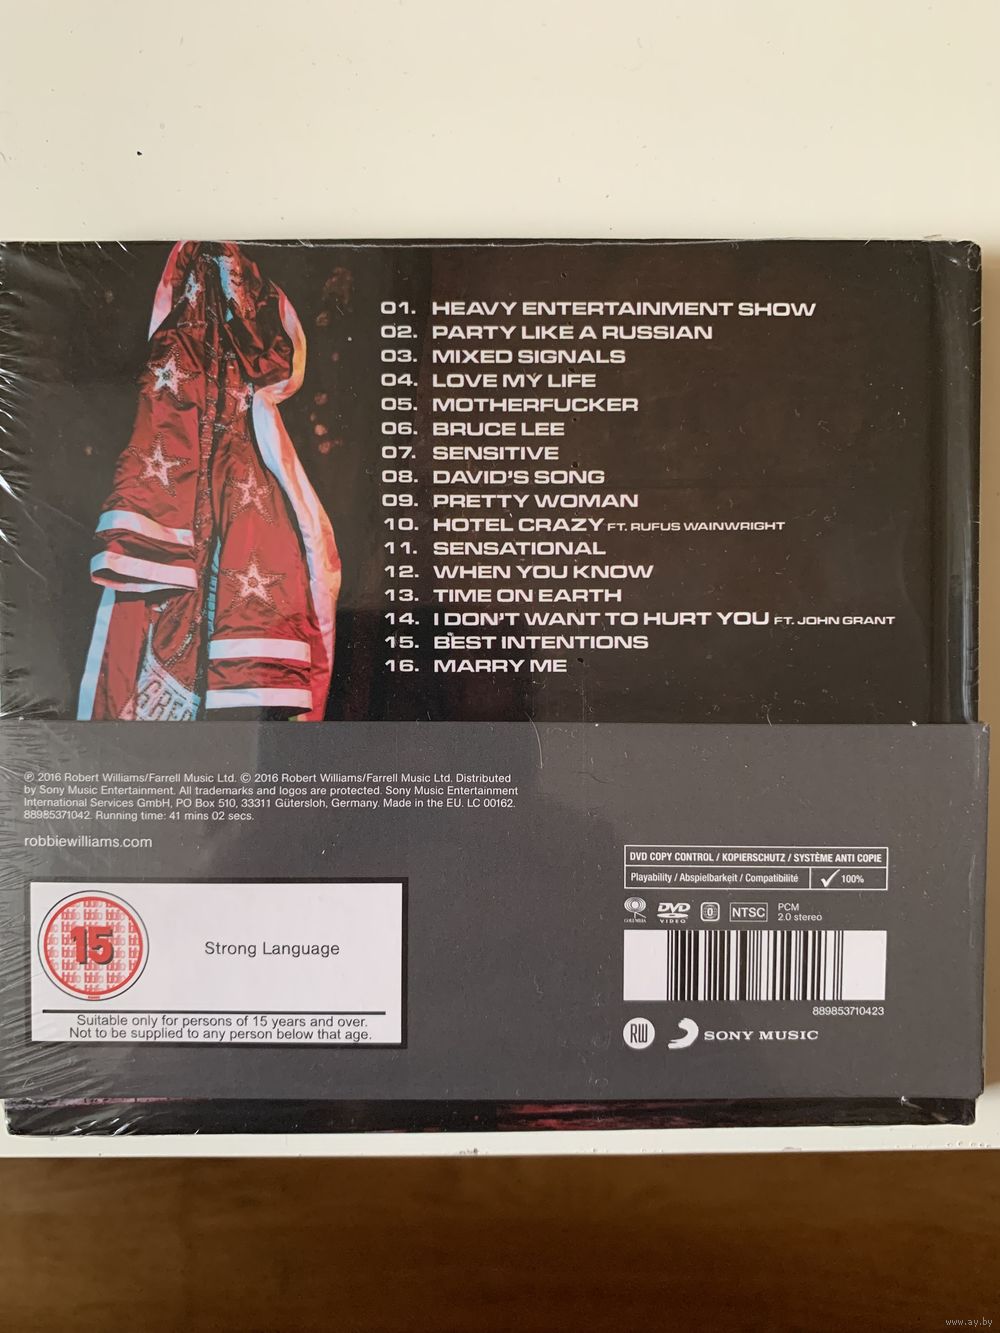 01. HEAVY ENTERTAINMENT SHOW
02. PARTY LIKE A RUSSIAN
03. MIXED SIGNALS
04. LOVE MY LIFE
05. MOTHERFUCKER
06. BRUCE LEE
07. SENSITIVE
08. DAVID'S SONG
09. PRETTY WOMAN
10. HOTEL CRAZY FT. RUFUS WAINWRIGHT
11. SENSATIONAL
12. WHEN YOU KNOW
13. TIME ON EARTH
14. I DON'T WANT TO HURT YOU FT. JOHN GRANT
15. BEST INTENTIONS
16. MARRY ME
℗ 2016 Robert Williams/Farrell Music Ltd. © 2016 Robert Williams/Farrell Music Ltd. Distributed
by Sony Music Entertainment. All trademarks and logos are protected. Sony Music Entertainment
International Services GmbH, PO Box 510, 33311 Gütersloh, Germany. Made in the EU. LC 00162.
88985371042. Running time: 41 mins 02 secs.
robbiewilliams.com
15
Strong Language
Suitable only for persons of 15 years and over.
Not to be supplied to any person below that age.
DVD COPY CONTROL / KOPIERSCHUTZ / SYSTÈME ANTI COPIE
Playability / Abspielbarkeit / Compatibilité 100%
COLUMBIA DVD VIDEO 0 NTSC PCM
2.0 stereo
889853710423
RW SONY MUSIC
www.ay.by